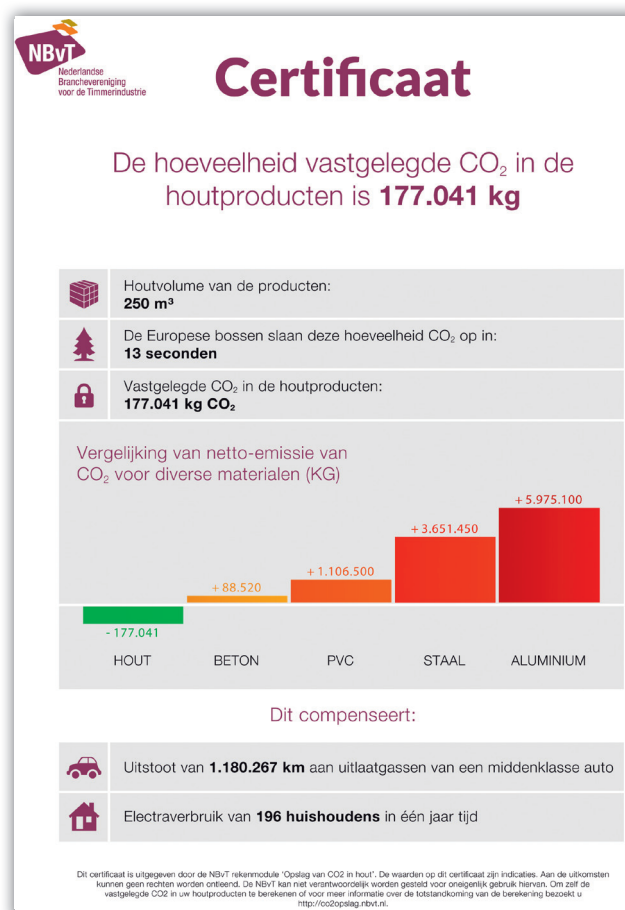 NBvT
Nederlandse
Branchevereniging
voor de Timmerindustrie
Certificaat
De hoeveelheid vastgelegde CO₂ in de
houtproducten is 177.041 kg
Houtvolume van de producten:
250 m³
De Europese bossen slaan deze hoeveelheid CO₂ op in:
13 seconden
Vastgelegde CO₂ in de houtproducten:
177.041 kg CO₂
Vergelijking van netto-emissie van
CO₂ voor diverse materialen (KG)
+ 5.975.100
+ 3.651.450
+ 1.106.500
+ 88.520
- 177.041
HOUT BETON PVC STAAL ALUMINIUM
Dit compenseert:
Uitstoot van 1.180.267 km aan uitlaatgassen van een middenklasse auto
Electraverbruik van 196 huishoudens in één jaar tijd
Dit certificaat is uitgegeven door de NBvT rekenmodule 'Opslag van CO2 in hout'. De waarden op dit certificaat zijn indicaties. Aan de uitkomsten
kunnen geen rechten worden ontleend. De NBvT kan niet verantwoordelijk worden gesteld voor oneigenlijk gebruik hiervan. Om zelf de
vastgelegde CO2 in uw houtproducten te berekenen of voor meer informatie over de totstandkoming van de berekening bezoekt u
http://co2opslag.nbvt.nl.